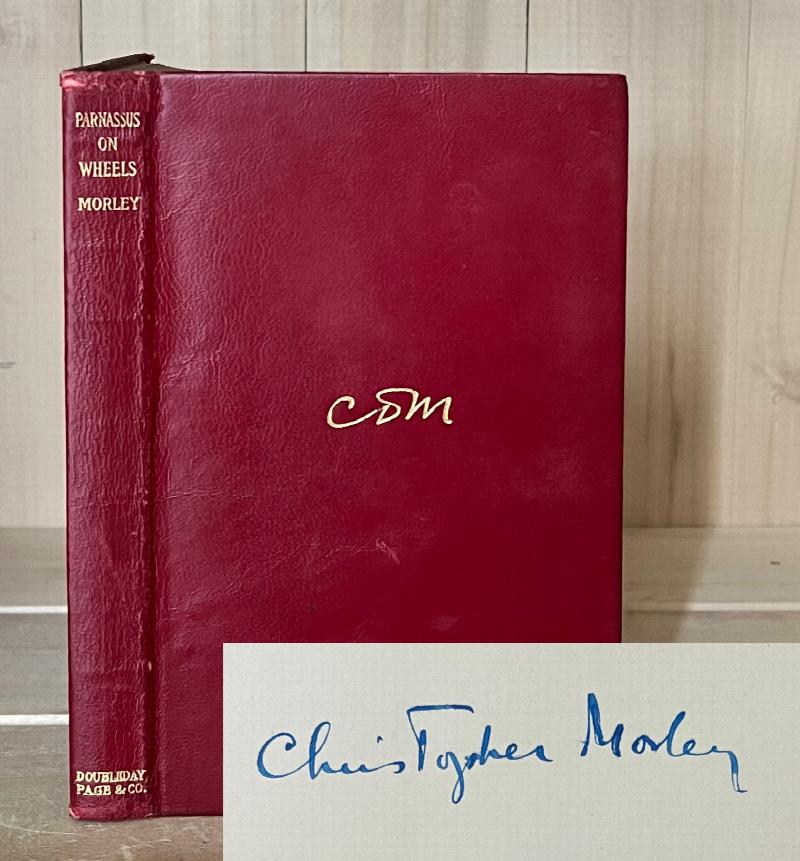 PARNASSUS
ON
WHEELS
MORLEY
CDM
DOUBLEDAY
PAGE & CO.
Christopher Morley